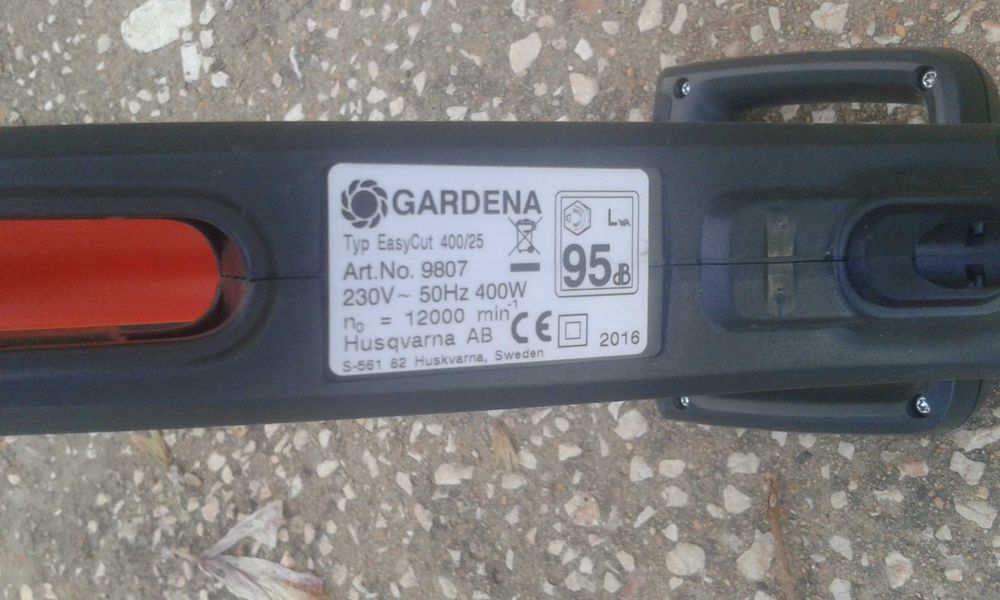 GARDENA
Typ EasyCut 400/25
Art.No. 9807
230V ~ 50Hz 400W
n₀ = 12000 min⁻¹
Husqvarna AB CE
S-561 82 Huskvarna, Sweden
LWA
95dB
2016